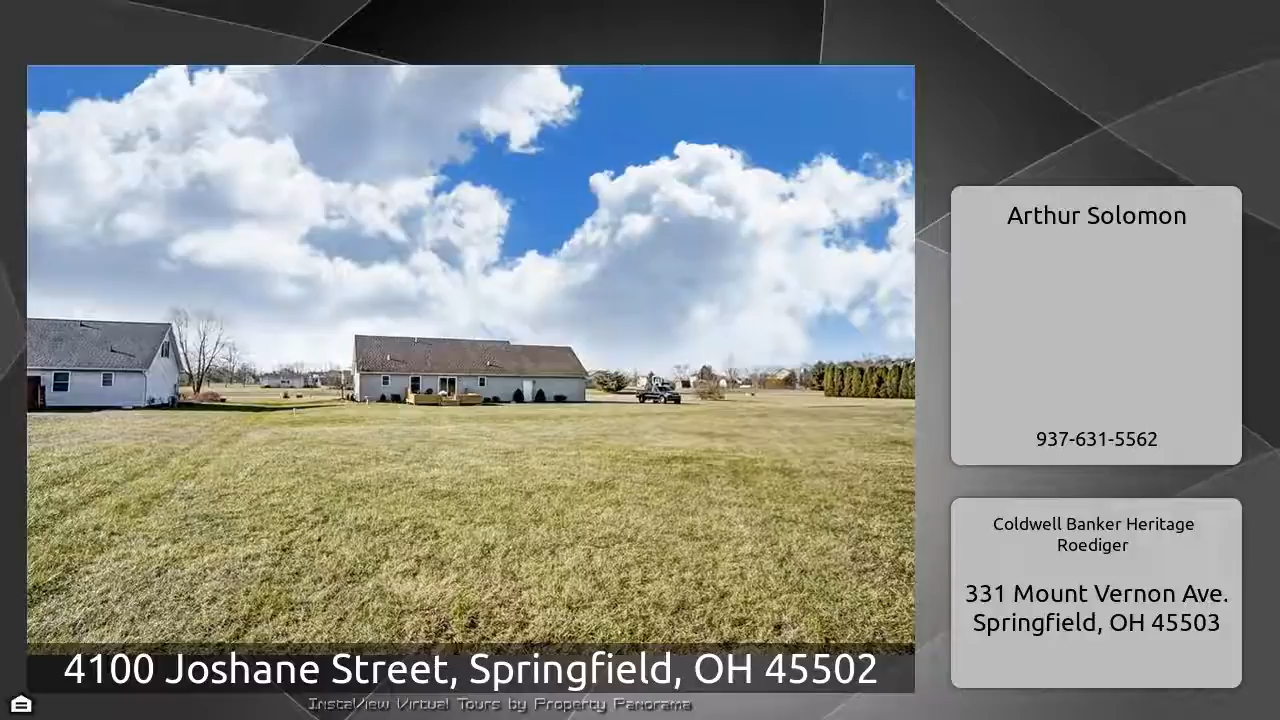 Arthur Solomon
937-631-5562
Coldwell Banker Heritage
Roediger
331 Mount Vernon Ave.
Springfield, OH 45503
4100 Joshane Street, Springfield, OH 45502
InstaView Virtual Tours by Property Panorama